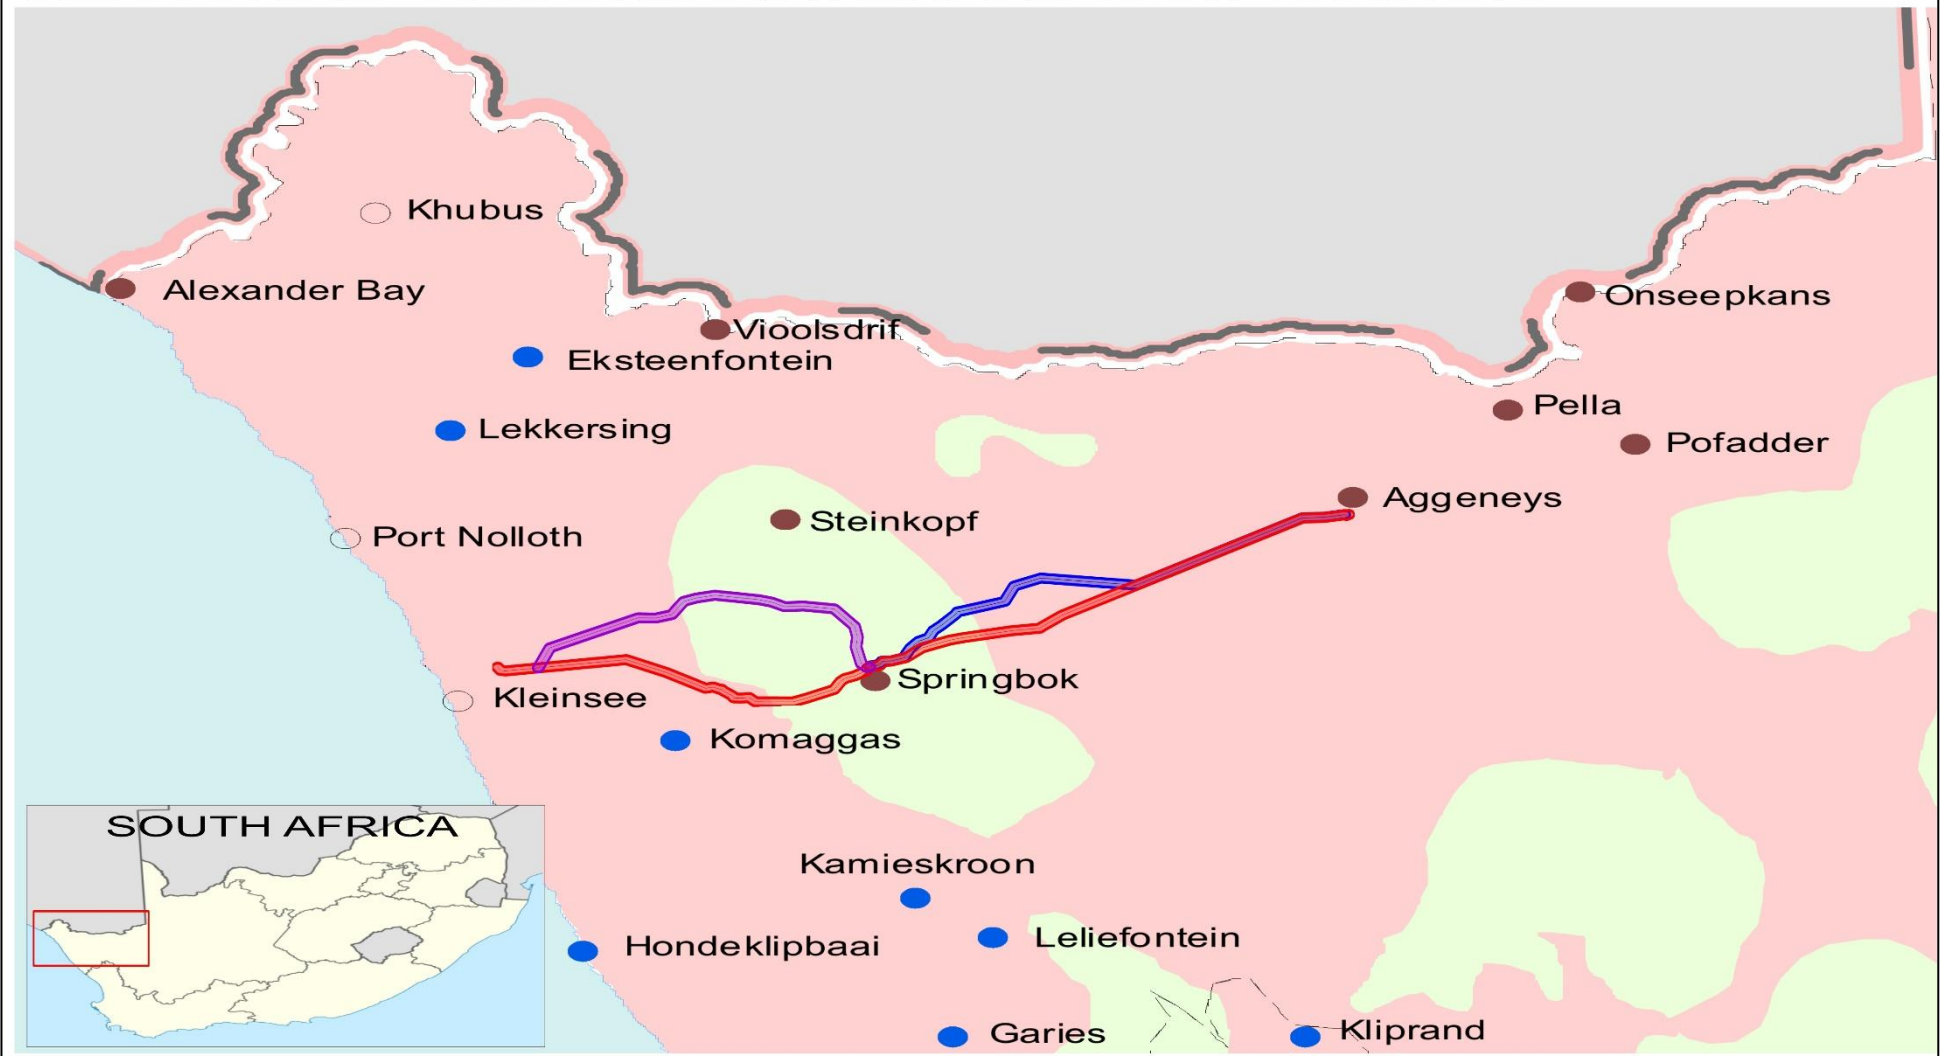 Khubus
Alexander Bay
Onseepkans
Vioolsdrif
Eksteenfontein
Pella
Lekkersing
Pofadder
Aggeneys
Steinkopf
Port Nolloth
Springbok
Kleinsee
Komaggas
SOUTH AFRICA
Kamieskroon
Leliefontein
Hondeklipbaai
Garies
Kliprand